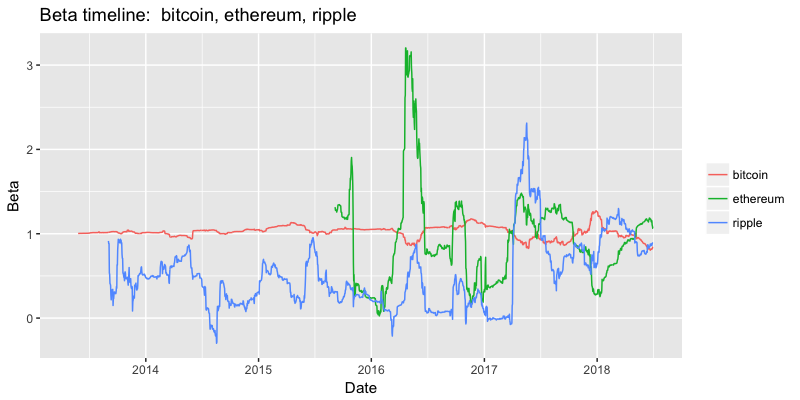 Beta timeline:  bitcoin, ethereum, ripple
3
2
1
0
Beta
2014
2015
2016
2017
2018
Date
bitcoin
ethereum
ripple